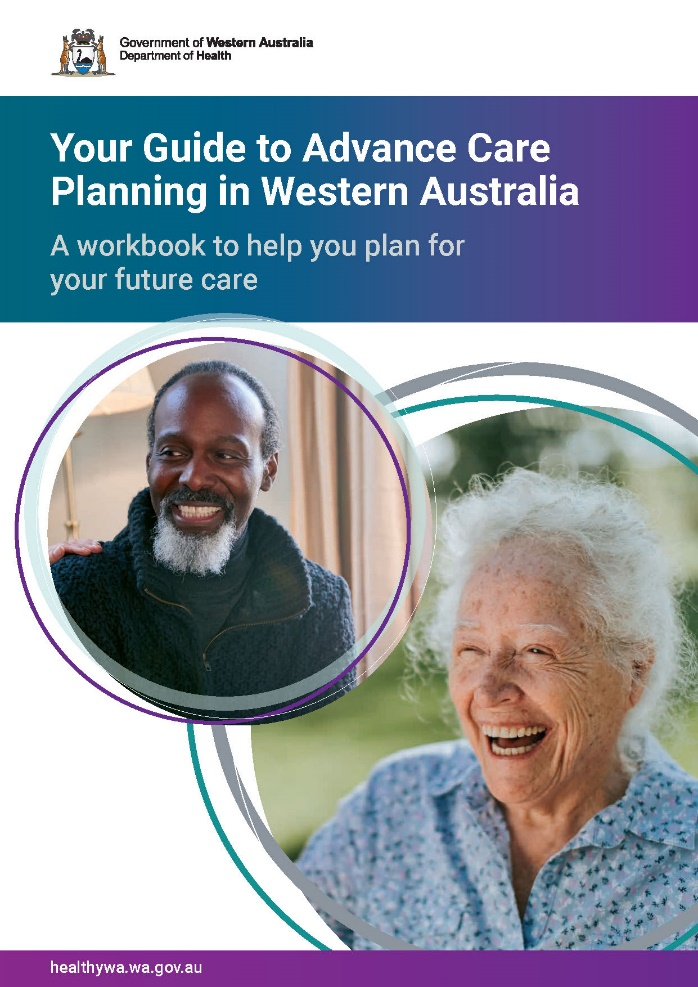 Government of Western Australia
Department of Health
Your Guide to Advance Care
Planning in Western Australia
A workbook to help you plan for
your future care
healthywa.wa.gov.au